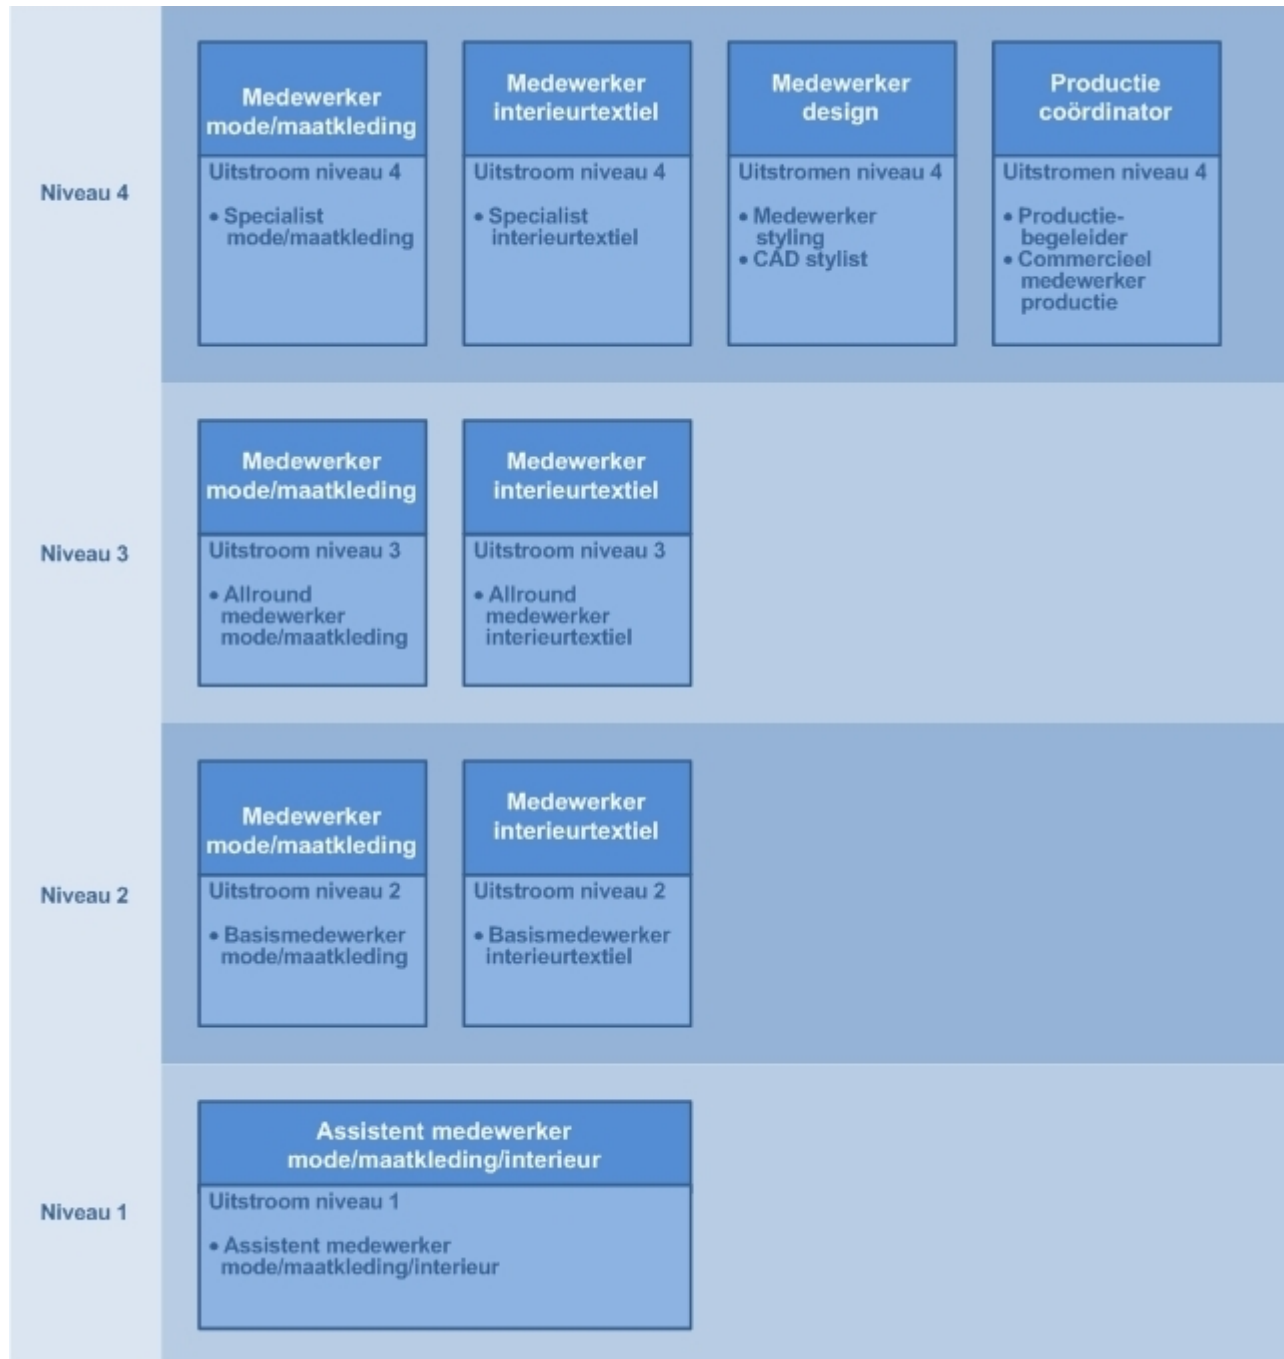 Niveau 4
Medewerker
mode/maatkleding
Uitstroom niveau 4
• Specialist
mode/maatkleding
Medewerker
interieurtextiel
Uitstroom niveau 4
• Specialist
interieurtextiel
Medewerker
design
Uitstromen niveau 4
• Medewerker
styling
• CAD stylist
Productie
coördinator
Uitstromen niveau 4
• Productie-
begeleider
• Commercieel
medewerker
productie
Niveau 3
Medewerker
mode/maatkleding
Uitstroom niveau 3
• Allround
medewerker
mode/maatkleding
Medewerker
interieurtextiel
Uitstroom niveau 3
• Allround
medewerker
interieurtextiel
Niveau 2
Medewerker
mode/maatkleding
Uitstroom niveau 2
• Basismedewerker
mode/maatkleding
Medewerker
interieurtextiel
Uitstroom niveau 2
• Basismedewerker
interieurtextiel
Niveau 1
Assistent medewerker
mode/maatkleding/interieur
Uitstroom niveau 1
• Assistent medewerker
mode/maatkleding/interieur